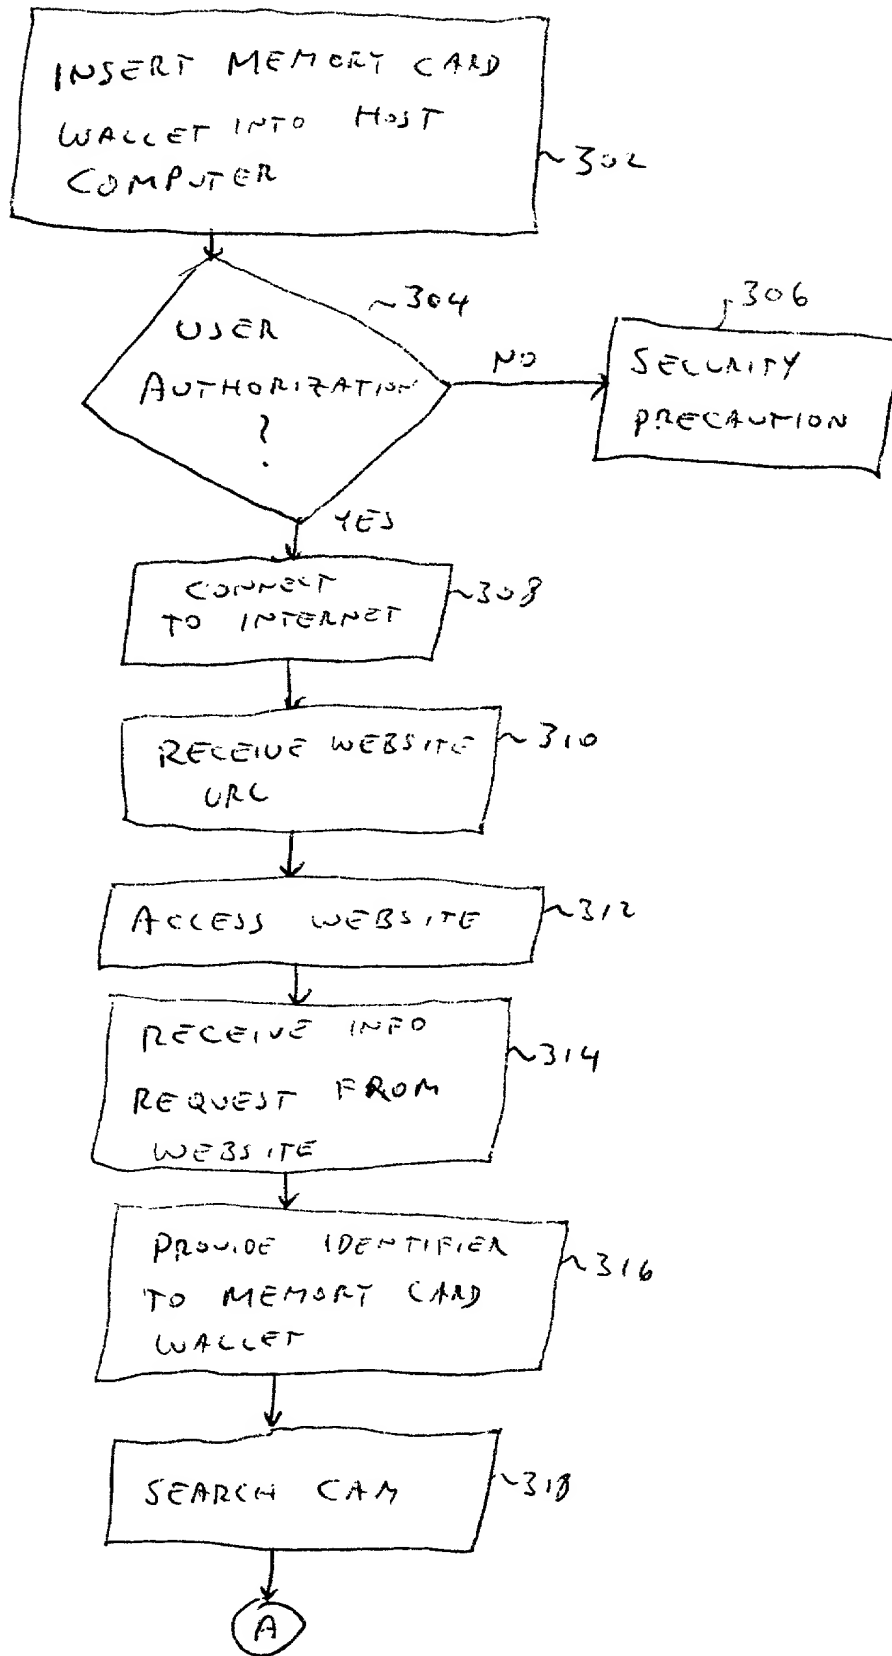 INSERT MEMORY CARD
WALLET INTO HOST
COMPUTER
302
USER
AUTHORIZATION
?
304
NO
306
SECURITY
PRECAUTION
YES
CONNECT
TO INTERNET
308
RECEIVE WEBSITE
URL
310
ACCESS WEBSITE
312
RECEIVE INFO
REQUEST FROM
WEBSITE
314
PROVIDE IDENTIFIER
TO MEMORY CARD
WALLET
316
SEARCH CAM
318
A